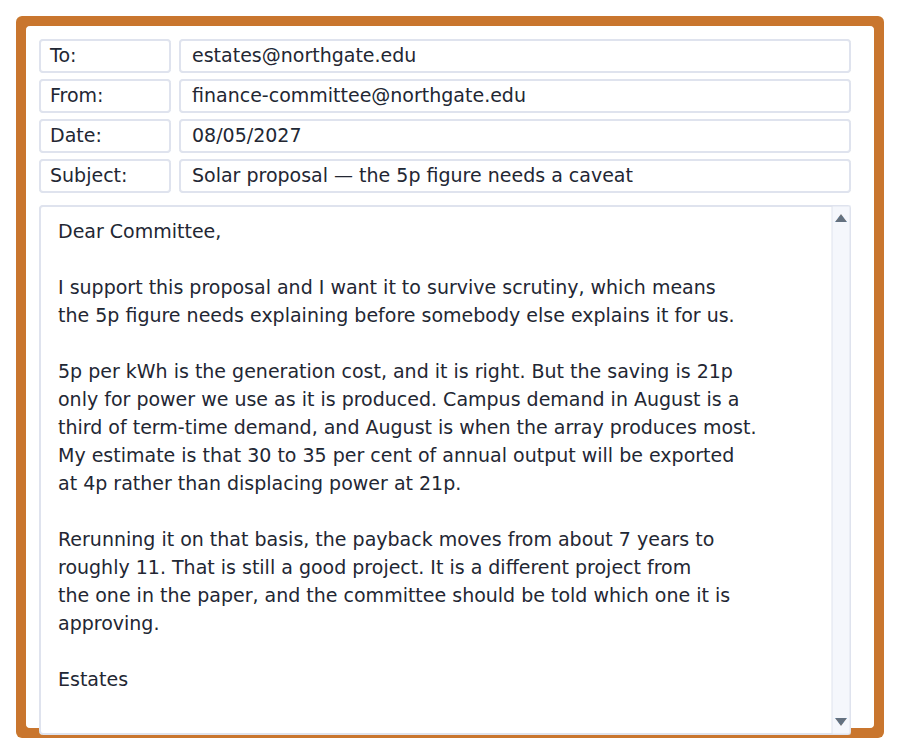 To: estates@northgate.edu
From: finance-committee@northgate.edu
Date: 08/05/2027
Subject: Solar proposal — the 5p figure needs a caveat
Dear Committee,
I support this proposal and I want it to survive scrutiny, which means
the 5p figure needs explaining before somebody else explains it for us.
5p per kWh is the generation cost, and it is right. But the saving is 21p
only for power we use as it is produced. Campus demand in August is a
third of term-time demand, and August is when the array produces most.
My estimate is that 30 to 35 per cent of annual output will be exported
at 4p rather than displacing power at 21p.
Rerunning it on that basis, the payback moves from about 7 years to
roughly 11. That is still a good project. It is a different project from
the one in the paper, and the committee should be told which one it is
approving.
Estates